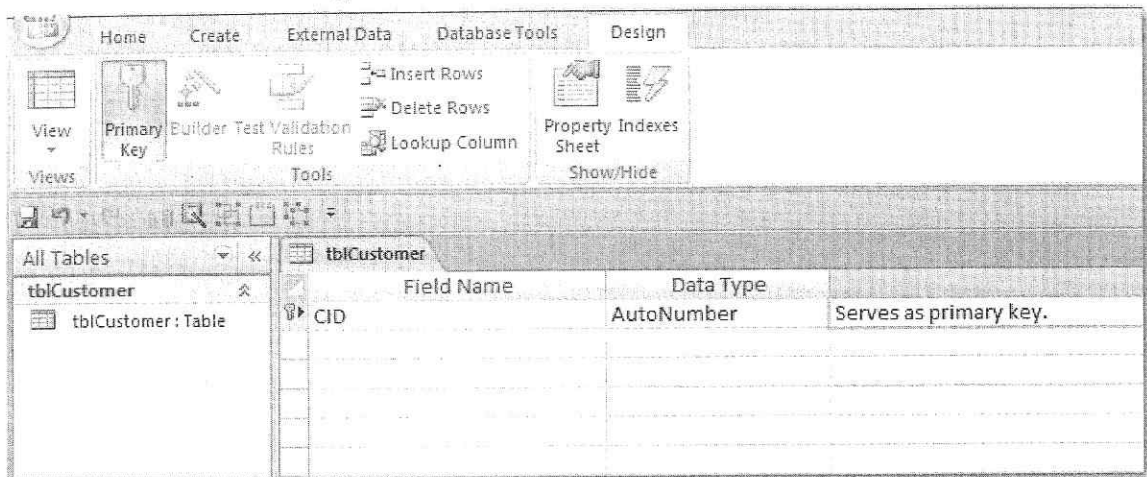 Home Create External Data Database Tools Design
Insert Rows
Delete Rows
View Primary Key Builder Test Validation Rules Lookup Column Property Sheet Indexes
Views Tools Show/Hide
All Tables tblCustomer
tblCustomer Field Name Data Type
tblCustomer : Table CID AutoNumber Serves as primary key.